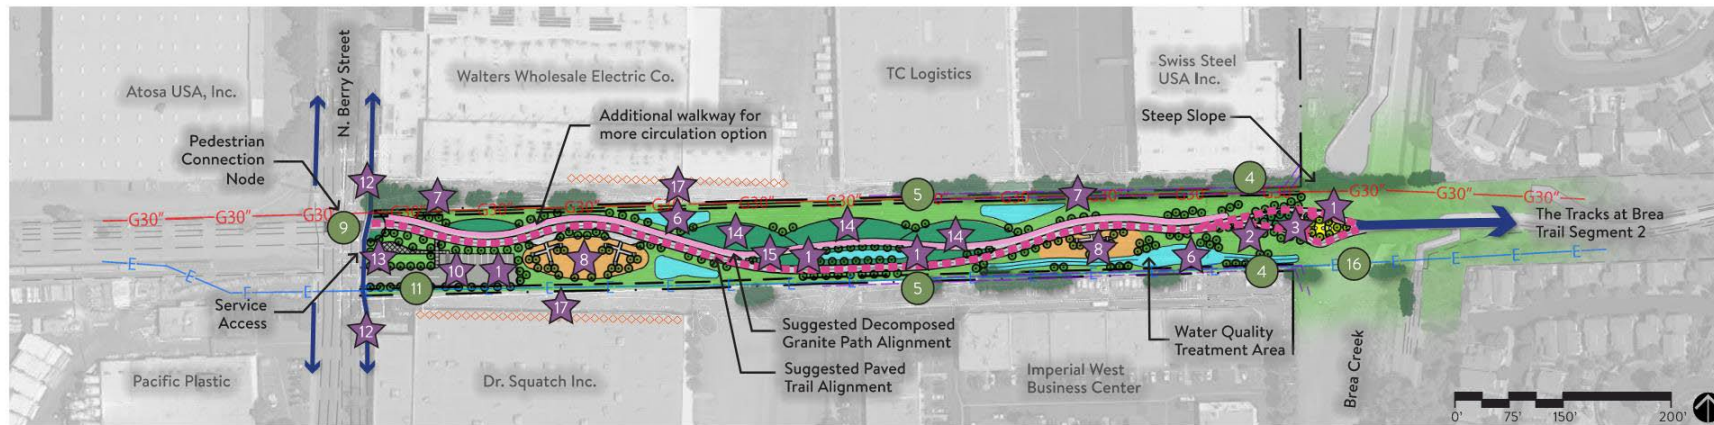 Atosa USA, Inc.
N. Berry Street
Walters Wholesale Electric Co.
TC Logistics
Swiss Steel
USA Inc.
Pedestrian
Connection
Node
Additional walkway for
more circulation option
Steep Slope
12
7
17
5
4
7
1
G30" G30" G30" G30" G30" G30" G30" G30" G30" G30" G30" G30"
9
6
14
14
14
2
3
The Tracks at Brea
Trail Segment 2
13
10
1
8
15
1
1
8
6
4
16
E E E E E E E E E E E E
11
5
17
12
Service
Access
Suggested Decomposed
Granite Path Alignment
Suggested Paved
Trail Alignment
Water Quality
Treatment Area
Pacific Plastic
Dr. Squatch Inc.
Imperial West
Business Center
Brea Creek
0' 75' 150' 200'